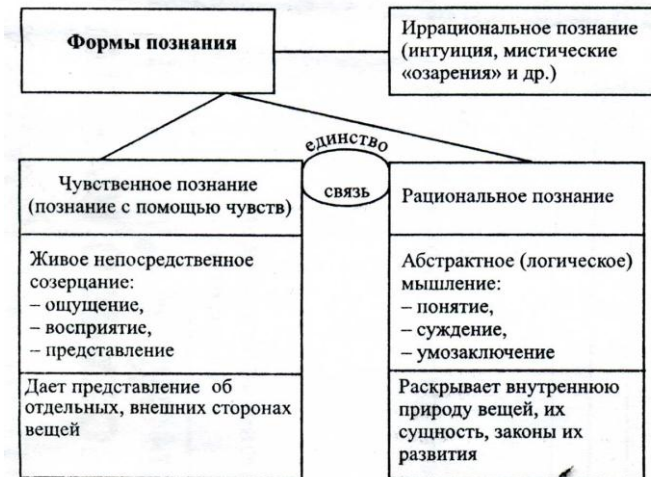 Формы познания
Иррациональное познание
(интуиция, мистические
«озарения» и др.)
единство
связь
Чувственное познание
(познание с помощью чувств)
Рациональное познание
Живое непосредственное
созерцание:
– ощущение,
– восприятие,
– представление
Абстрактное (логическое)
мышление:
– понятие,
– суждение,
– умозаключение
Дает представление об
отдельных, внешних сторонах
вещей
Раскрывает внутреннюю
природу вещей, их
сущность, законы их
развития